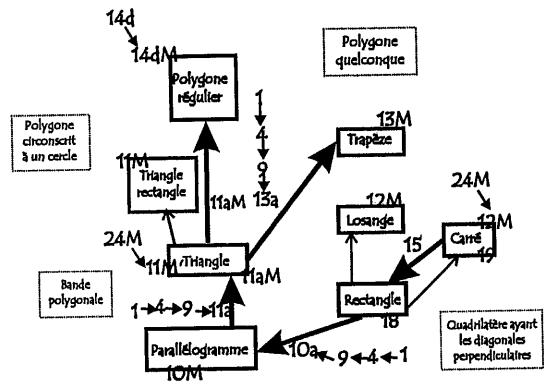 14d
14dM
Polygone
régulier
Polygone
quelconque
1
4
9
13a
13M
Trapèze
Polygone
circonscrit
à un cercle
11M
Triangle
rectangle
11aM
12M
Losange
24M
12M
Carré
19
15
24M
11M
Triangle
11aM
Bande
polygonale
1 4 9 11a
Rectangle
18
Parallélogramme
10M
10a 9 4 1
Quadrilatère ayant
les diagonales
perpendiculaires